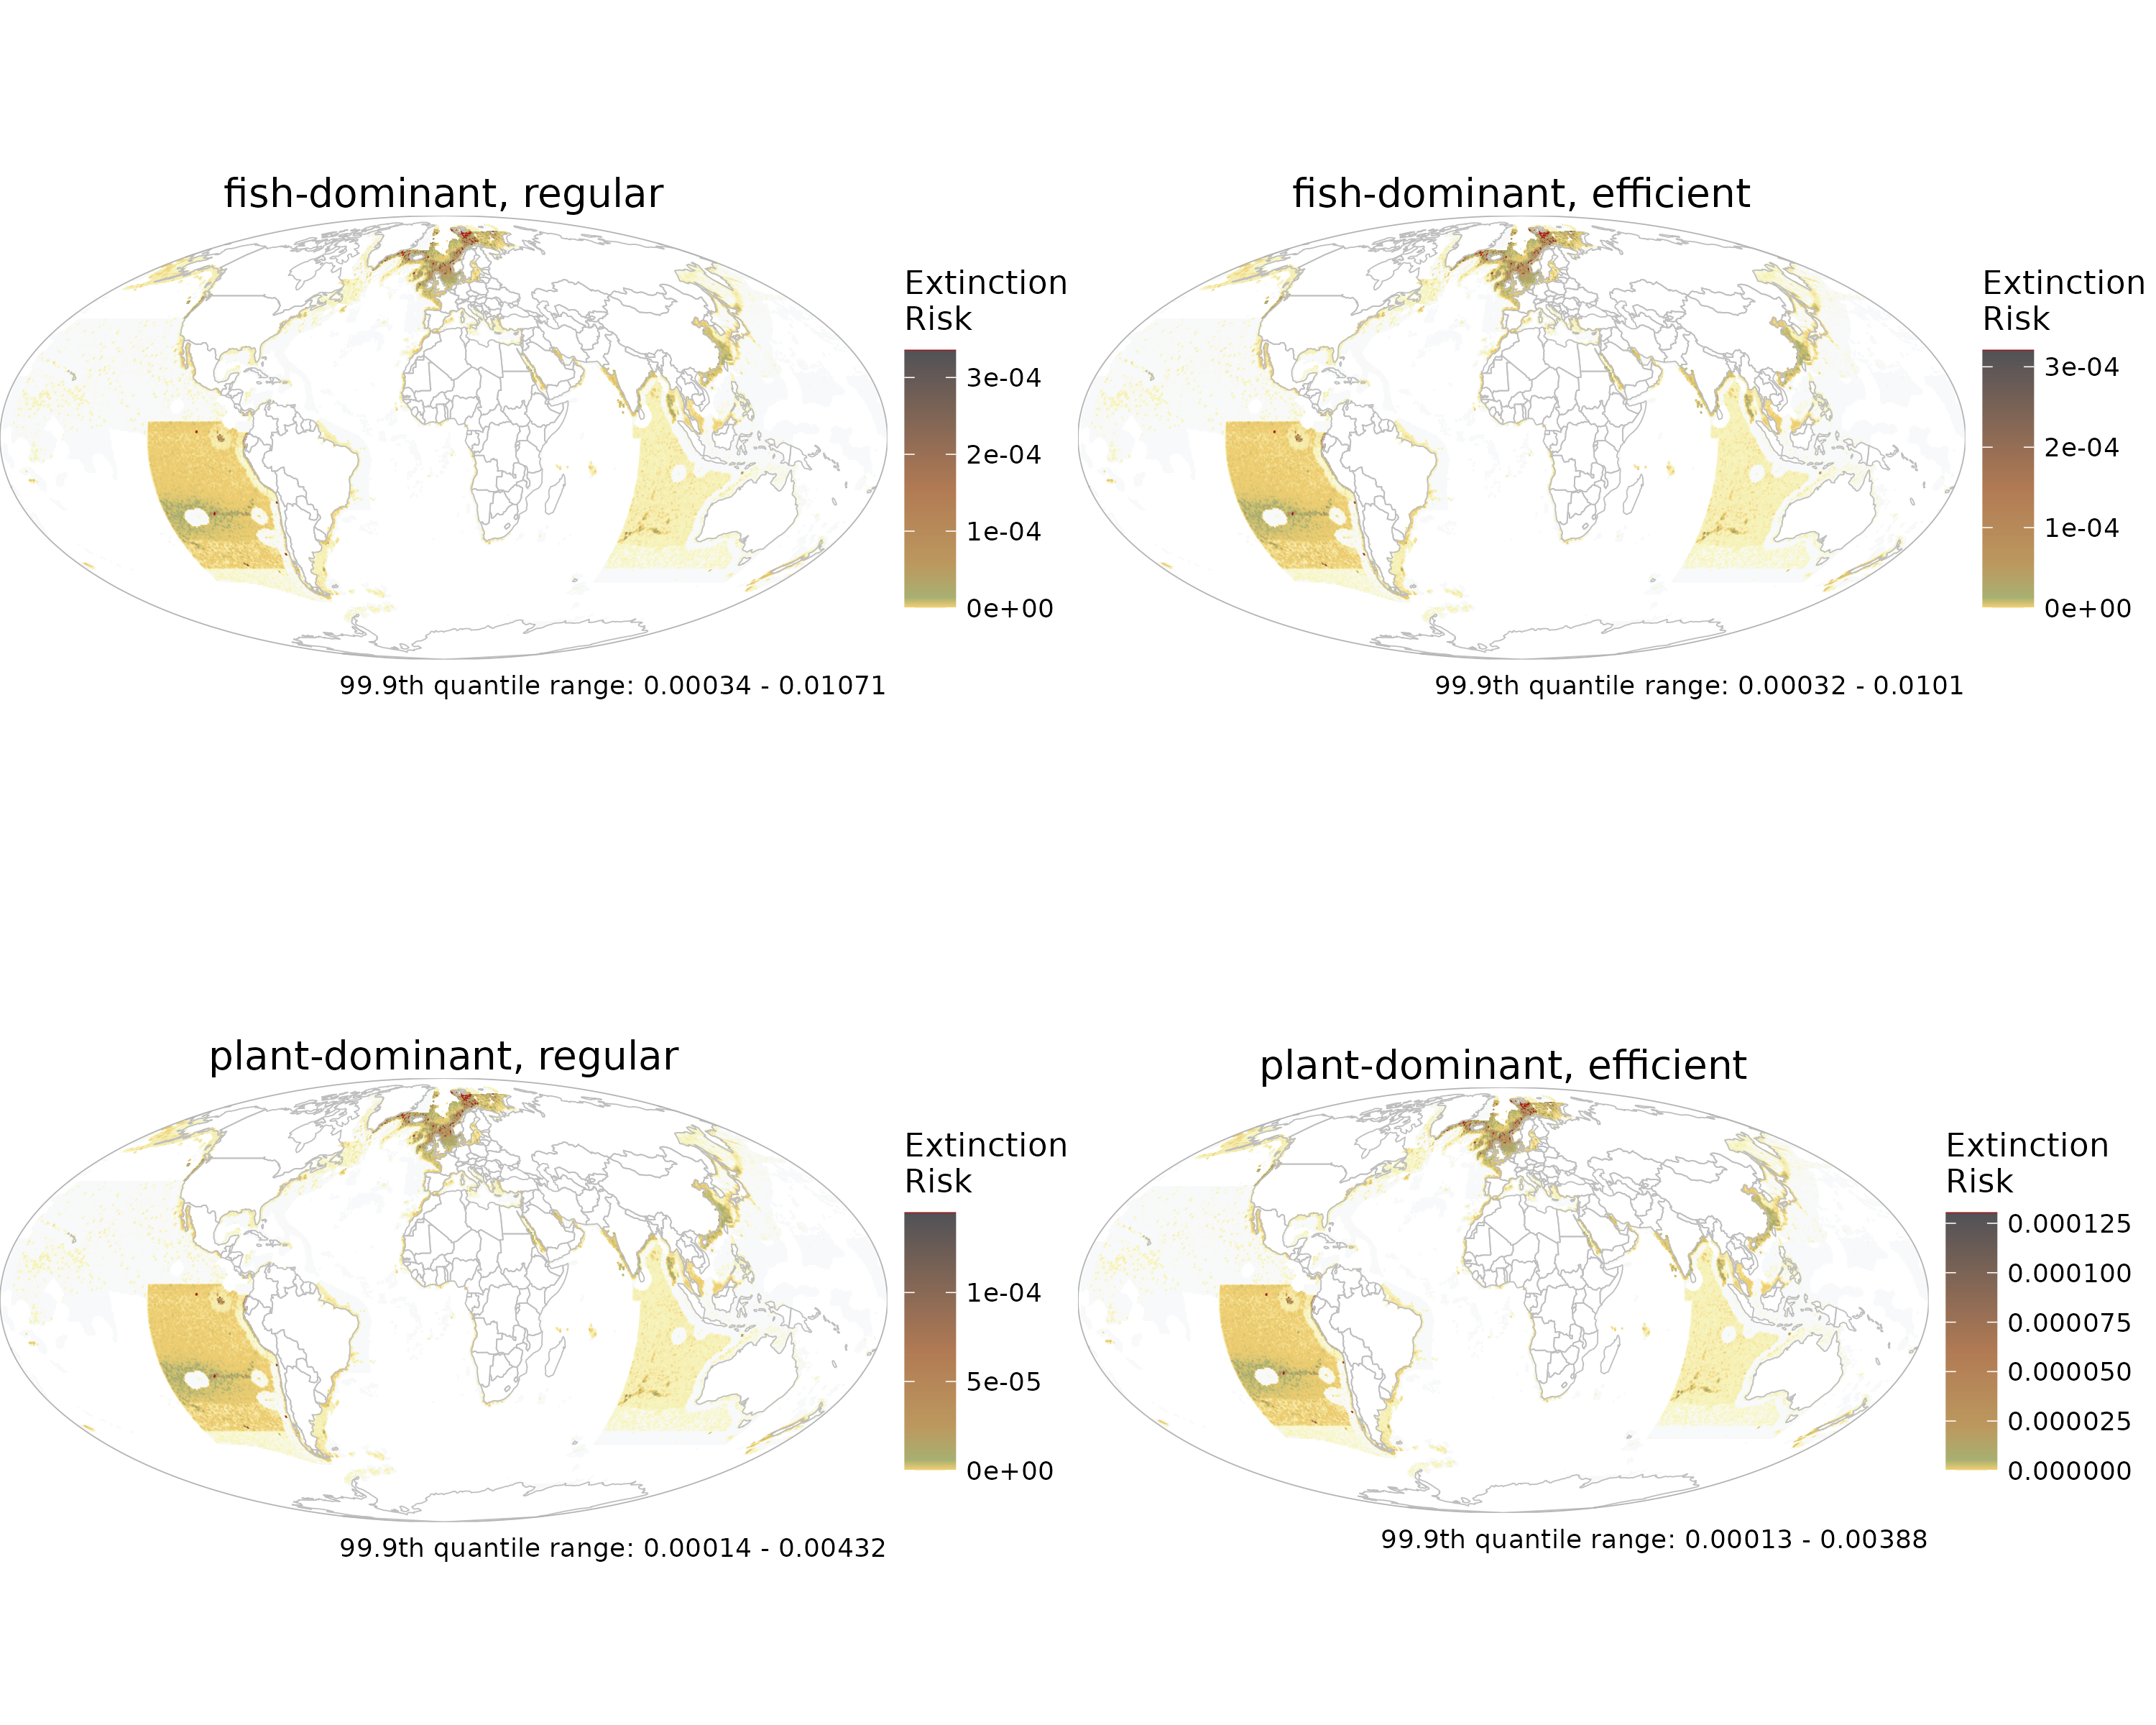 fish-dominant, regular
Extinction
Risk
3e-04
2e-04
1e-04
0e+00
99.9th quantile range: 0.00034 - 0.01071
fish-dominant, efficient
Extinction
Risk
3e-04
2e-04
1e-04
0e+00
99.9th quantile range: 0.00032 - 0.0101
plant-dominant, regular
Extinction
Risk
1e-04
5e-05
0e+00
99.9th quantile range: 0.00014 - 0.00432
plant-dominant, efficient
Extinction
Risk
0.000125
0.000100
0.000075
0.000050
0.000025
0.000000
99.9th quantile range: 0.00013 - 0.00388